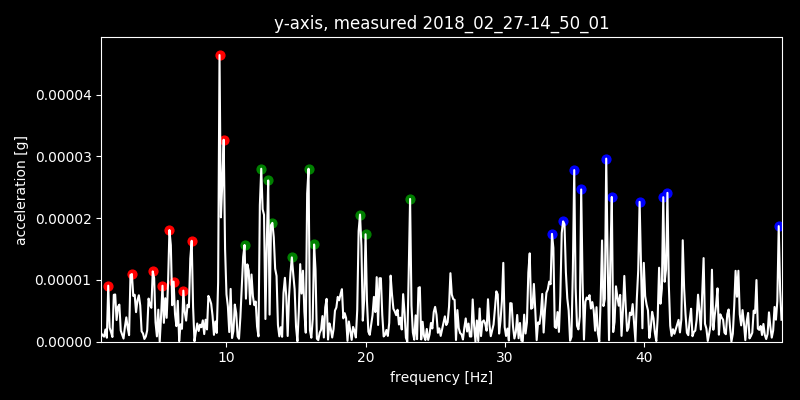 y-axis, measured 2018_02_27-14_50_01
acceleration [g]
0.00004
0.00003
0.00002
0.00001
0.00000
10 20 30 40
frequency [Hz]